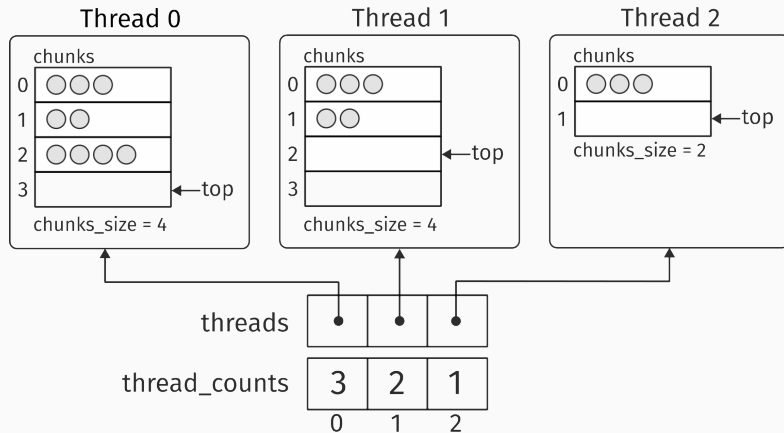 Thread 0
chunks
0
1
2
3
top
chunks_size = 4
Thread 1
chunks
0
1
2
3
top
chunks_size = 4
Thread 2
chunks
0
1
top
chunks_size = 2
threads
thread_counts
3 2 1
0 1 2